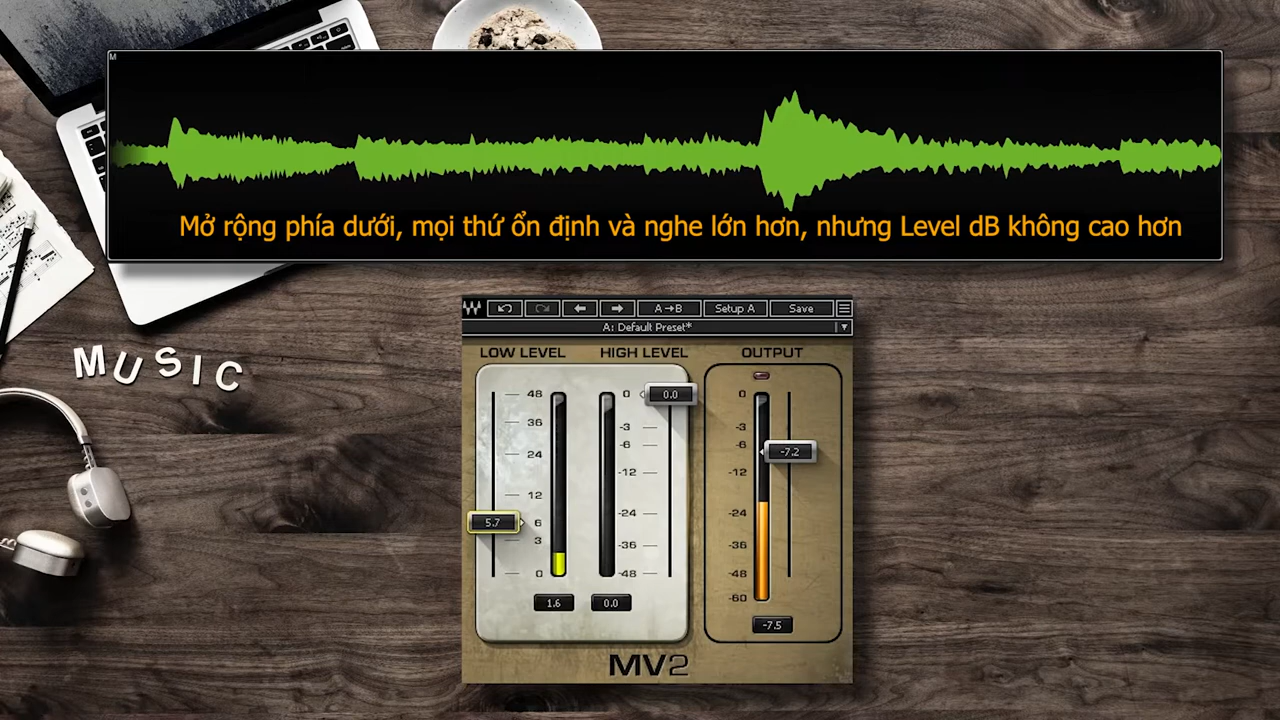 M
Mở rộng phía dưới, mọi thứ ổn định và nghe lớn hơn, nhưng Level dB không cao hơn
A→B Setup A Save
A: Default Preset*
LOW LEVEL HIGH LEVEL OUTPUT
48 0 0.0 0
36 -3 -3
-6 -6 -7.2
24 -12 -12
12
5.7 6 -24 -24
3 -36 -36
0 -48 -48
-60
1.6 0.0
-7.5
MV2
MUSIC